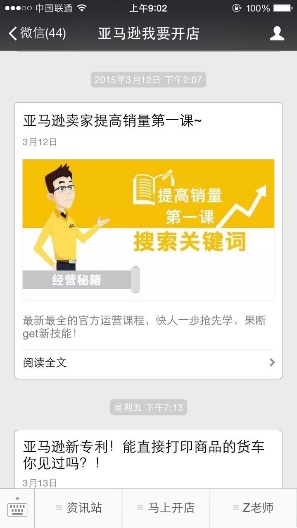 中国联通 上午9:02 100%
微信(44) 亚马逊我要开店
2015年3月12日 下午2:07
亚马逊卖家提高销量第一课~
3月12日
提高销量
第一课
搜索关键词
经营秘籍
最新最全的官方运营课程，快人一步抢先学，果断
get新技能！
阅读全文
星期五 下午7:13
亚马逊新专利！能直接打印商品的货车
你见过吗？！
3月13日
资讯站 马上开店 Z老师